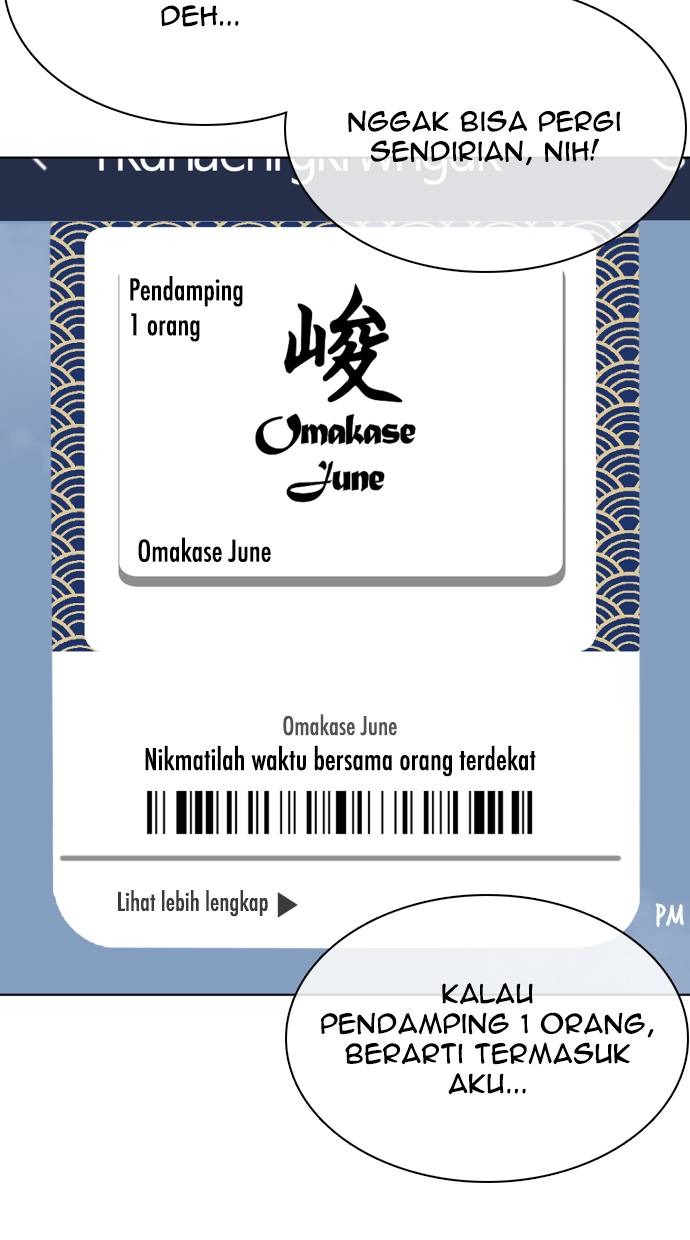 DEH...
NGGAK BISA PERGI
SENDIRIAN, NIH!
Pendamping
1 orang
峻
Omakase
June
Omakase June
Omakase June
Nikmatilah waktu bersama orang terdekat
Lihat lebih lengkap
PM
KALAU
PENDAMPING 1 ORANG,
BERARTI TERMASUK
AKU...